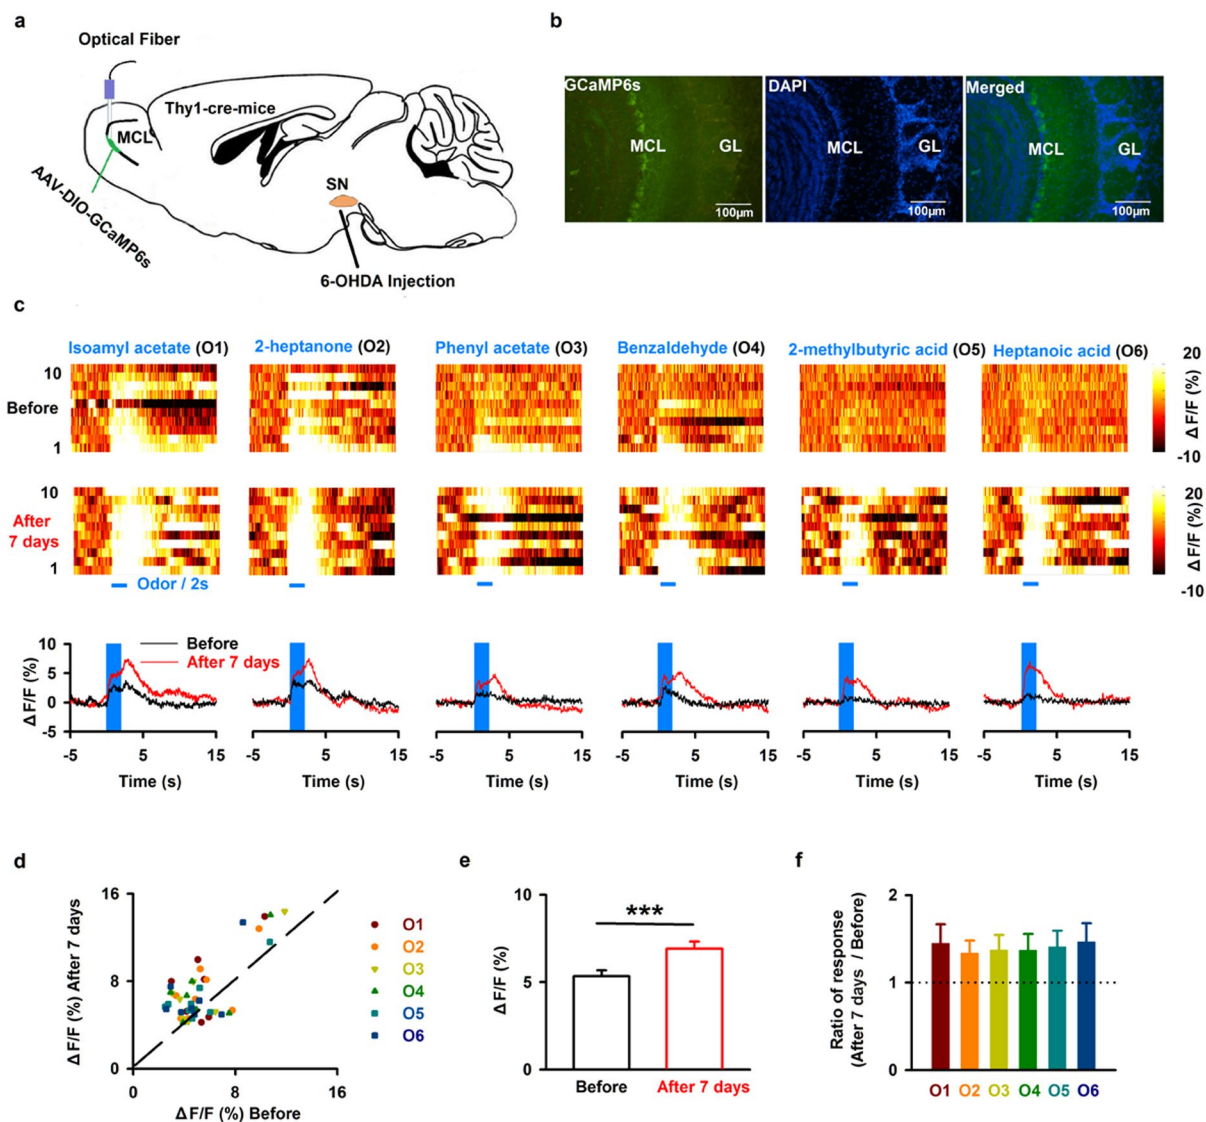 a
Optical Fiber
Thy1-cre-mice
MCL
AAV-DIO-GCaMP6s
SN
6-OHDA Injection
b
GCaMP6s
DAPI
Merged
MCL
GL
MCL
GL
MCL
GL
100μm
100μm
100μm
c
Isoamyl acetate (O1)
2-heptanone (O2)
Phenyl acetate (O3)
Benzaldehyde (O4)
2-methylbutyric acid (O5)
Heptanoic acid (O6)
10
Before
1
20
Δ F/F (%)
-10
10
After
7 days
1
20
Δ F/F (%)
-10
Odor / 2s
Before
After 7 days
10
5
0
-5
Δ F/F (%)
-5 5 15
-5 5 15
-5 5 15
-5 5 15
-5 5 15
-5 5 15
Time (s)
Time (s)
Time (s)
Time (s)
Time (s)
Time (s)
d
Δ F/F (%) After 7 days
16
8
0
0 8 16
Δ F/F (%) Before
O1
O2
O3
O4
O5
O6
e
Δ F/F (%)
10
5
0
***
Before
After 7 days
f
Ratio of response
(After 7 days / Before)
2
1
0
O1 O2 O3 O4 O5 O6